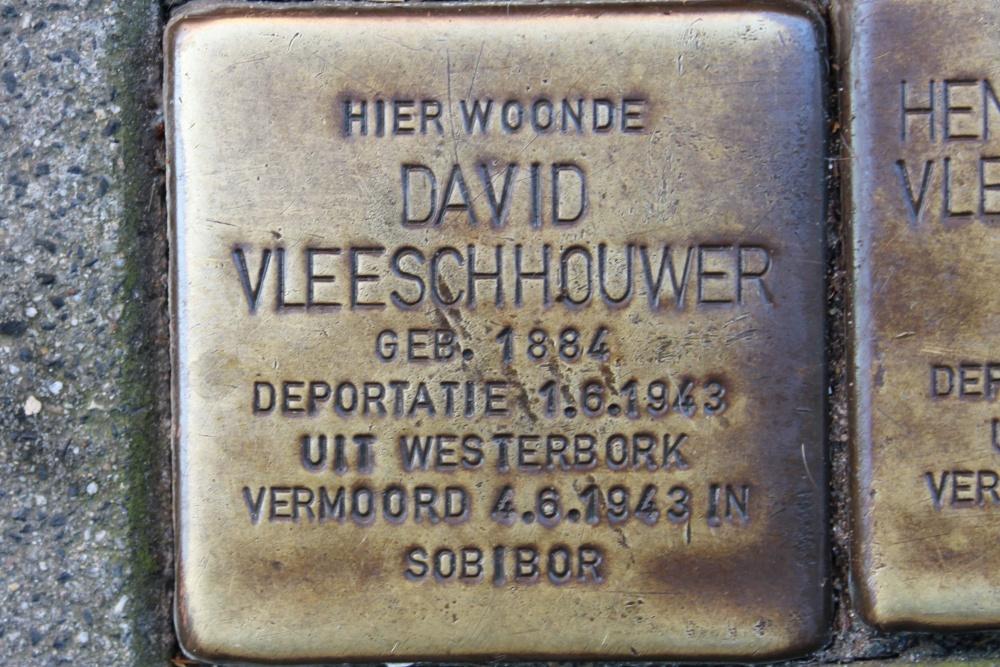 HIER WOONDE
DAVID
VLEESCHHOUWER
GEB. 1884
DEPORTATIE 1.6.1943
UIT WESTERBORK
VERMOORD 4.6.1943 IN
SOBIBOR